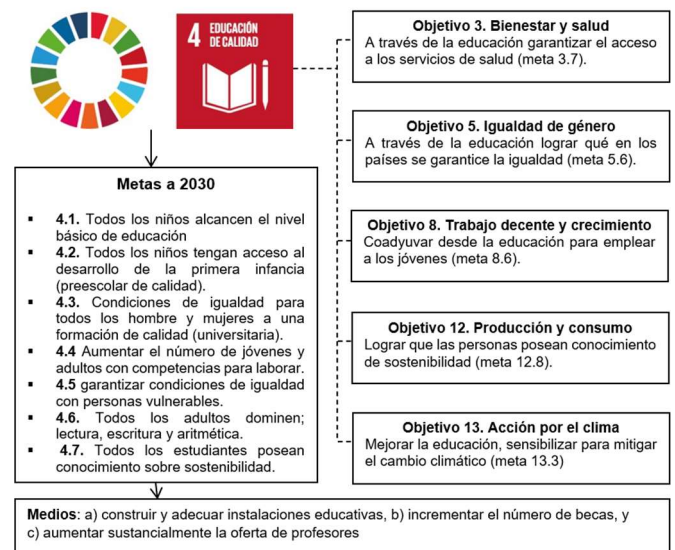 4 EDUCACIÓN
DE CALIDAD
Metas a 2030
▪ 4.1. Todos los niños alcancen el nivel
básico de educación
▪ 4.2. Todos los niños tengan acceso al
desarrollo de la primera infancia
(preescolar de calidad).
▪ 4.3. Condiciones de igualdad para
todos los hombre y mujeres a una
formación de calidad (universitaria).
▪ 4.4 Aumentar el número de jóvenes y
adultos con competencias para laborar.
▪ 4.5 garantizar condiciones de igualdad
con personas vulnerables.
▪ 4.6. Todos los adultos dominen;
lectura, escritura y aritmética.
▪ 4.7. Todos los estudiantes posean
conocimiento sobre sostenibilidad.
Objetivo 3. Bienestar y salud
A través de la educación garantizar el acceso
a los servicios de salud (meta 3.7).
Objetivo 5. Igualdad de género
A través de la educación lograr qué en los
países se garantice la igualdad (meta 5.6).
Objetivo 8. Trabajo decente y crecimiento
Coadyuvar desde la educación para emplear
a los jóvenes (meta 8.6).
Objetivo 12. Producción y consumo
Lograr que las personas posean conocimiento
de sostenibilidad (meta 12.8).
Objetivo 13. Acción por el clima
Mejorar la educación, sensibilizar para mitigar
el cambio climático (meta 13.3)
Medios: a) construir y adecuar instalaciones educativas, b) incrementar el número de becas, y
c) aumentar sustancialmente la oferta de profesores